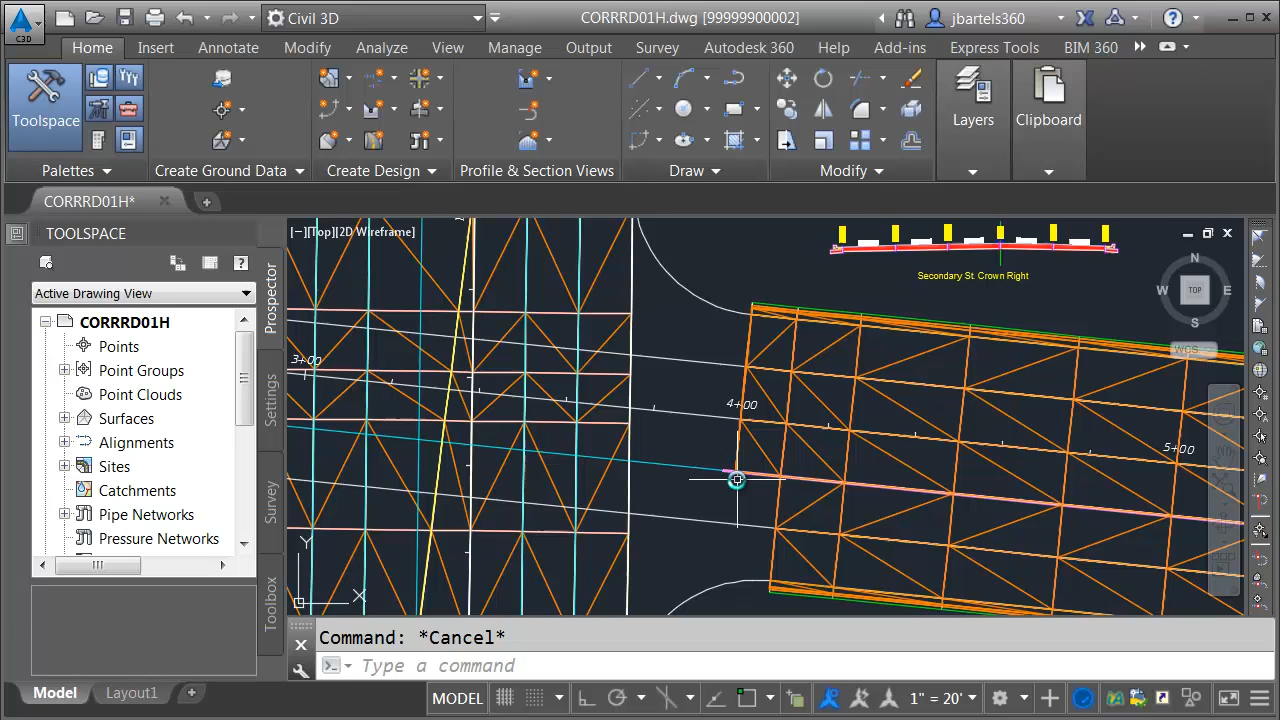 C3D
Civil 3D
CORRRD01H.dwg [99999900002]
jbartels360
Home Insert Annotate Modify Analyze View Manage Output Survey Autodesk 360 Help Add-ins Express Tools BIM 360
Toolspace
Layers
Clipboard
Palettes
Create Ground Data
Create Design
Profile & Section Views
Draw
Modify
CORRRD01H*
TOOLSPACE
Active Drawing View
CORRRD01H
Points
Point Groups
Point Clouds
Surfaces
Alignments
Sites
Catchments
Pipe Networks
Pressure Networks
Prospector
Settings
Survey
Toolbox
[−][Top][2D Wireframe]
Secondary St. Crown Right
N
W TOP E
S
WCS
3+00
4+00
5+00
Y
X
Command: *Cancel*
Type a command
Model Layout1
MODEL
1" = 20'